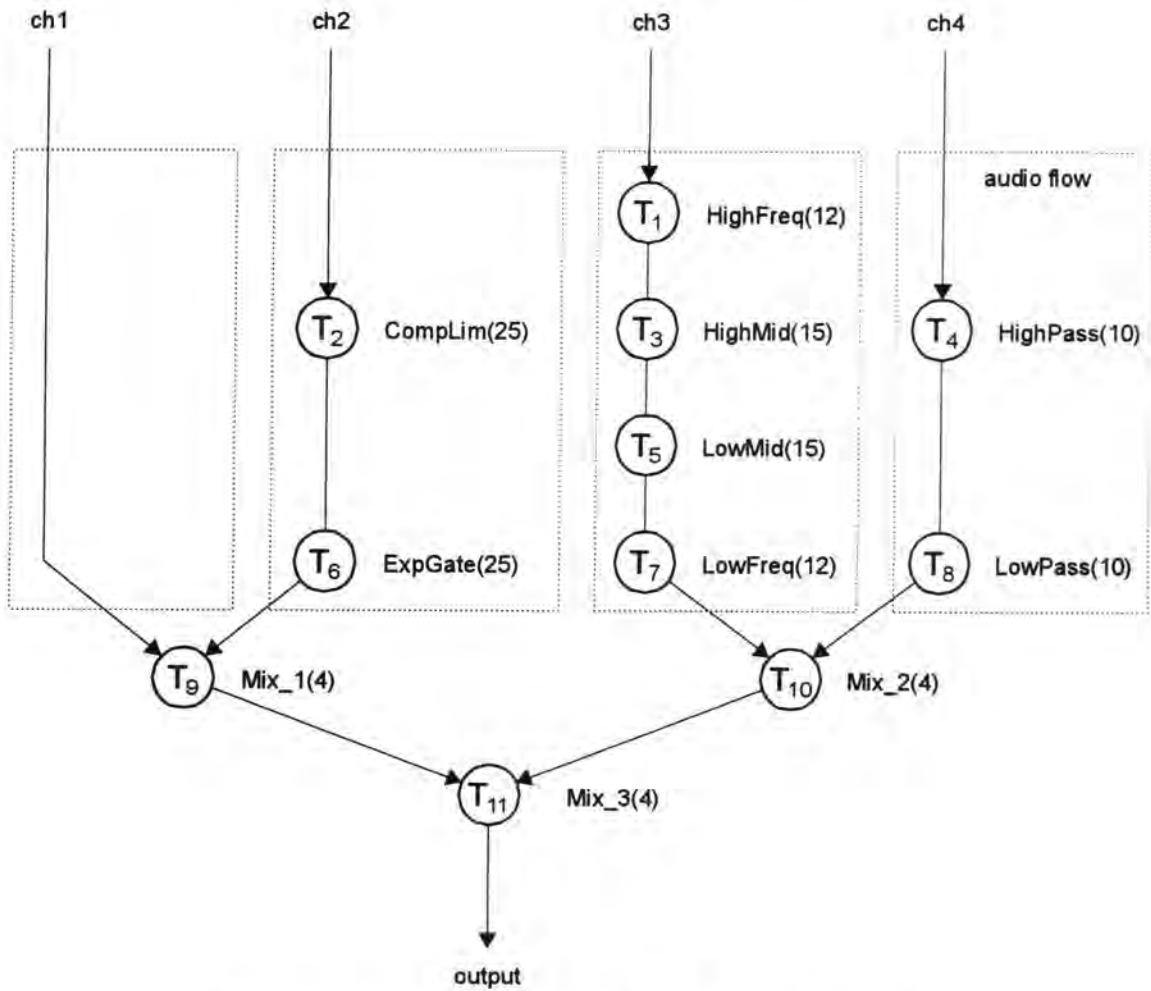 ch1 ch2 ch3 ch4
audio flow
T1 HighFreq(12)
T2 CompLim(25) T3 HighMid(15) T4 HighPass(10)
T5 LowMid(15)
T6 ExpGate(25) T7 LowFreq(12) T8 LowPass(10)
T9 Mix_1(4) T10 Mix_2(4)
T11 Mix_3(4)
output